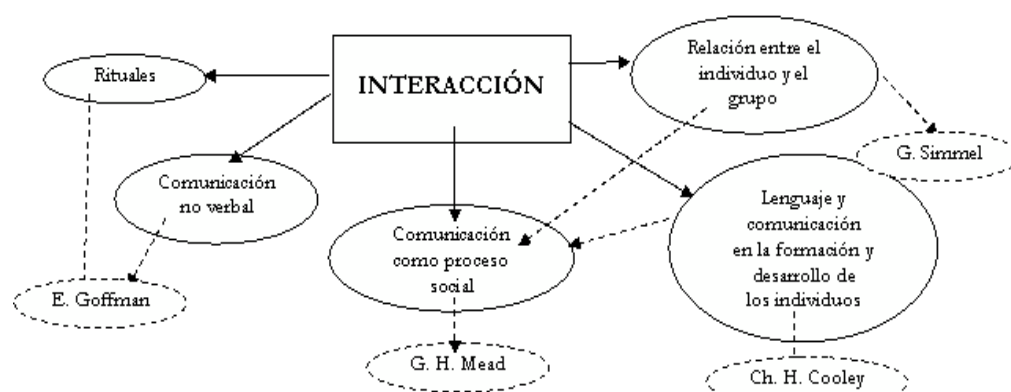 INTERACCIÓN
Rituales
Relación entre el
individuo y el
grupo
G. Simmel
Comunicación
no verbal
Comunicación
como proceso
social
Lenguaje y
comunicación
en la formación y
desarrollo de
los individuos
E. Goffman
G. H. Mead
Ch. H. Cooley